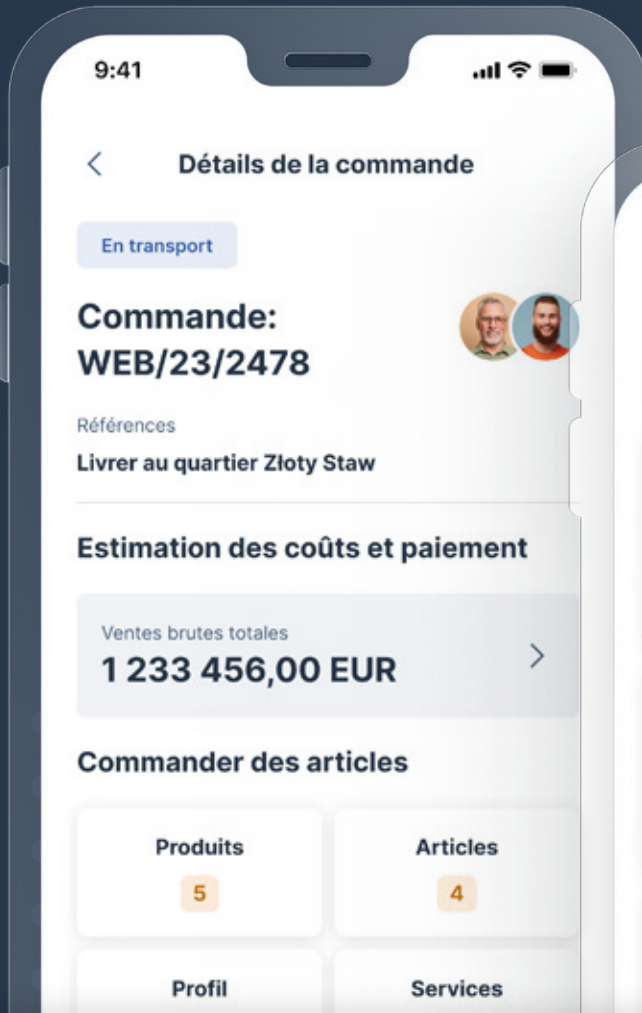 9:41
Détails de la commande
En transport
Commande:
WEB/23/2478
Références
Livrer au quartier Złoty Staw
Estimation des coûts et paiement
Ventes brutes totales
1 233 456,00 EUR
Commander des articles
Produits
Articles
5
4
Profil
Services